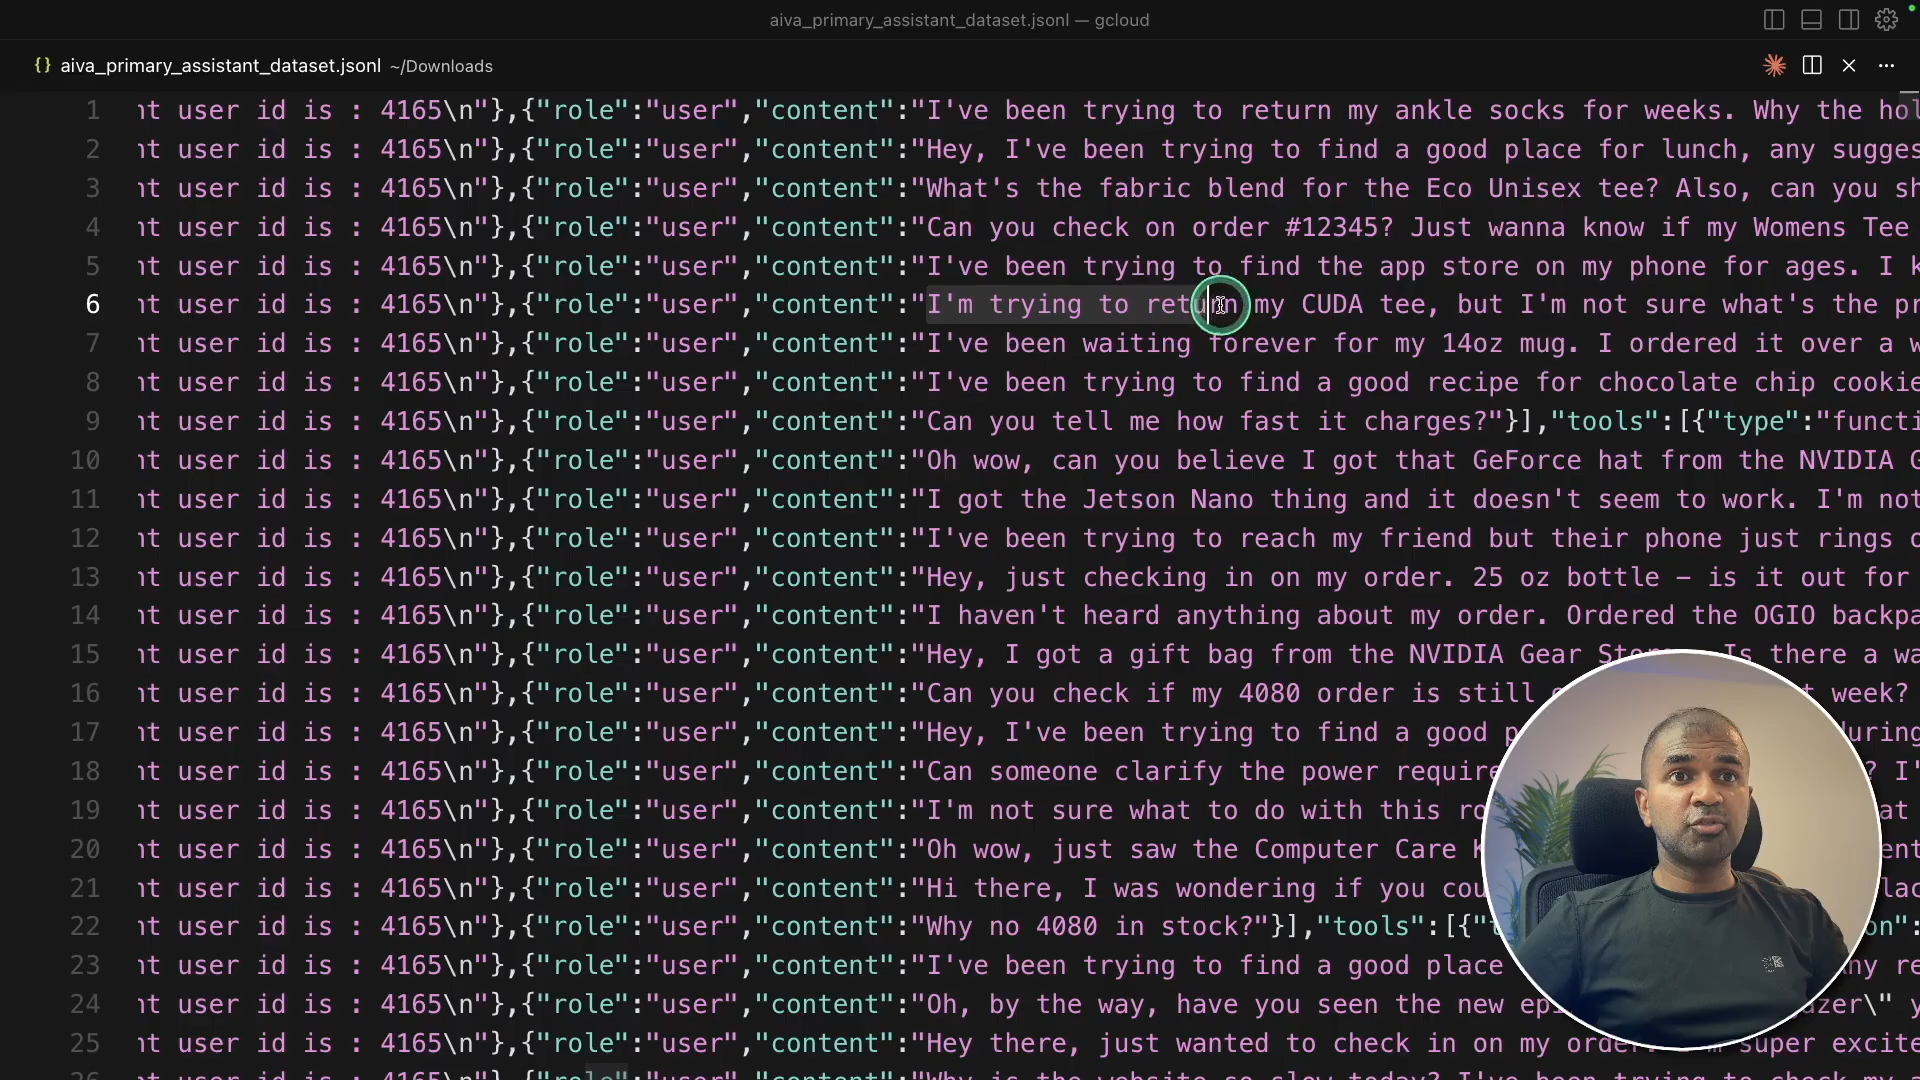 aiva_primary_assistant_dataset.jsonl — gcloud
{} aiva_primary_assistant_dataset.jsonl ~/Downloads
1 nt user id is : 4165\n"},{"role":"user","content":"I've been trying to return my ankle socks for weeks. Why the hol
2 nt user id is : 4165\n"},{"role":"user","content":"Hey, I've been trying to find a good place for lunch, any sugges
3 nt user id is : 4165\n"},{"role":"user","content":"What's the fabric blend for the Eco Unisex tee? Also, can you sh
4 nt user id is : 4165\n"},{"role":"user","content":"Can you check on order #12345? Just wanna know if my Womens Tee
5 nt user id is : 4165\n"},{"role":"user","content":"I've been trying to find the app store on my phone for ages. I k
6 nt user id is : 4165\n"},{"role":"user","content":"I'm trying to return my CUDA tee, but I'm not sure what's the pr
7 nt user id is : 4165\n"},{"role":"user","content":"I've been waiting forever for my 14oz mug. I ordered it over a w
8 nt user id is : 4165\n"},{"role":"user","content":"I've been trying to find a good recipe for chocolate chip cookie
9 nt user id is : 4165\n"},{"role":"user","content":"Can you tell me how fast it charges?"}],"tools":[{"type":"functi
10 nt user id is : 4165\n"},{"role":"user","content":"Oh wow, can you believe I got that GeForce hat from the NVIDIA G
11 nt user id is : 4165\n"},{"role":"user","content":"I got the Jetson Nano thing and it doesn't seem to work. I'm not
12 nt user id is : 4165\n"},{"role":"user","content":"I've been trying to reach my friend but their phone just rings
13 nt user id is : 4165\n"},{"role":"user","content":"Hey, just checking in on my order. 25 oz bottle — is it out for
14 nt user id is : 4165\n"},{"role":"user","content":"I haven't heard anything about my order. Ordered the OGIO backpa
15 nt user id is : 4165\n"},{"role":"user","content":"Hey, I got a gift bag from the NVIDIA Gear Store. Is there a wa
16 nt user id is : 4165\n"},{"role":"user","content":"Can you check if my 4080 order is still week?
17 nt user id is : 4165\n"},{"role":"user","content":"Hey, I've been trying to find a good p uring
18 nt user id is : 4165\n"},{"role":"user","content":"Can someone clarify the power require ? I'
19 nt user id is : 4165\n"},{"role":"user","content":"I'm not sure what to do with this ro at
20 nt user id is : 4165\n"},{"role":"user","content":"Oh wow, just saw the Computer Care K ent
21 nt user id is : 4165\n"},{"role":"user","content":"Hi there, I was wondering if you cou lac
22 nt user id is : 4165\n"},{"role":"user","content":"Why no 4080 in stock?"}],"tools":[{"t on":
23 nt user id is : 4165\n"},{"role":"user","content":"I've been trying to find a good place ny re
24 nt user id is : 4165\n"},{"role":"user","content":"Oh, by the way, have you seen the new epi azer\" y
25 nt user id is : 4165\n"},{"role":"user","content":"Hey there, just wanted to check in on my order. I'm super excite